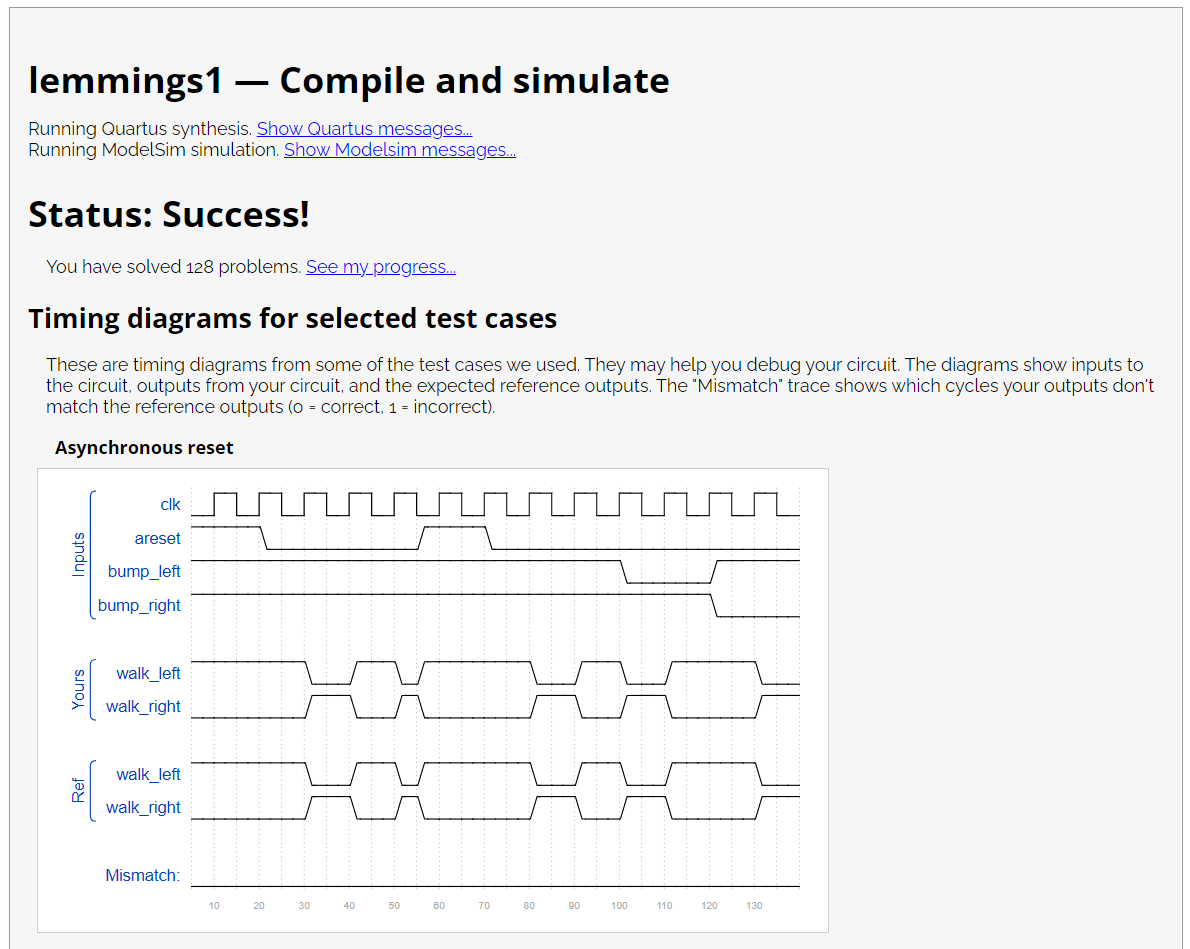 lemmings1 — Compile and simulate
Running Quartus synthesis. Show Quartus messages...
Running ModelSim simulation. Show Modelsim messages...
Status: Success!
You have solved 128 problems. See my progress...
Timing diagrams for selected test cases
These are timing diagrams from some of the test cases we used. They may help you debug your circuit. The diagrams show inputs to
the circuit, outputs from your circuit, and the expected reference outputs. The "Mismatch" trace shows which cycles your outputs don't
match the reference outputs (0 = correct, 1 = incorrect).
Asynchronous reset
Inputs
clk
areset
bump_left
bump_right
Yours
walk_left
walk_right
Ref
walk_left
walk_right
Mismatch:
10 20 30 40 50 60 70 80 90 100 110 120 130